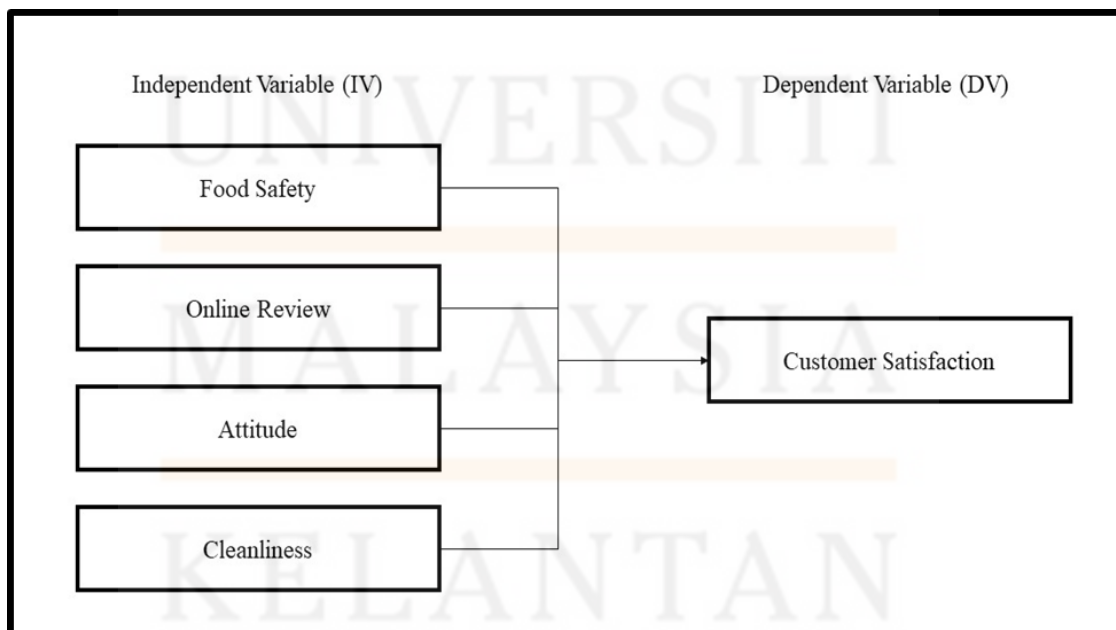 Independent Variable (IV)
Dependent Variable (DV)
Food Safety
Online Review
Attitude
Cleanliness
Customer Satisfaction
UNIVERSITI
MALAYSIA
KELANTAN